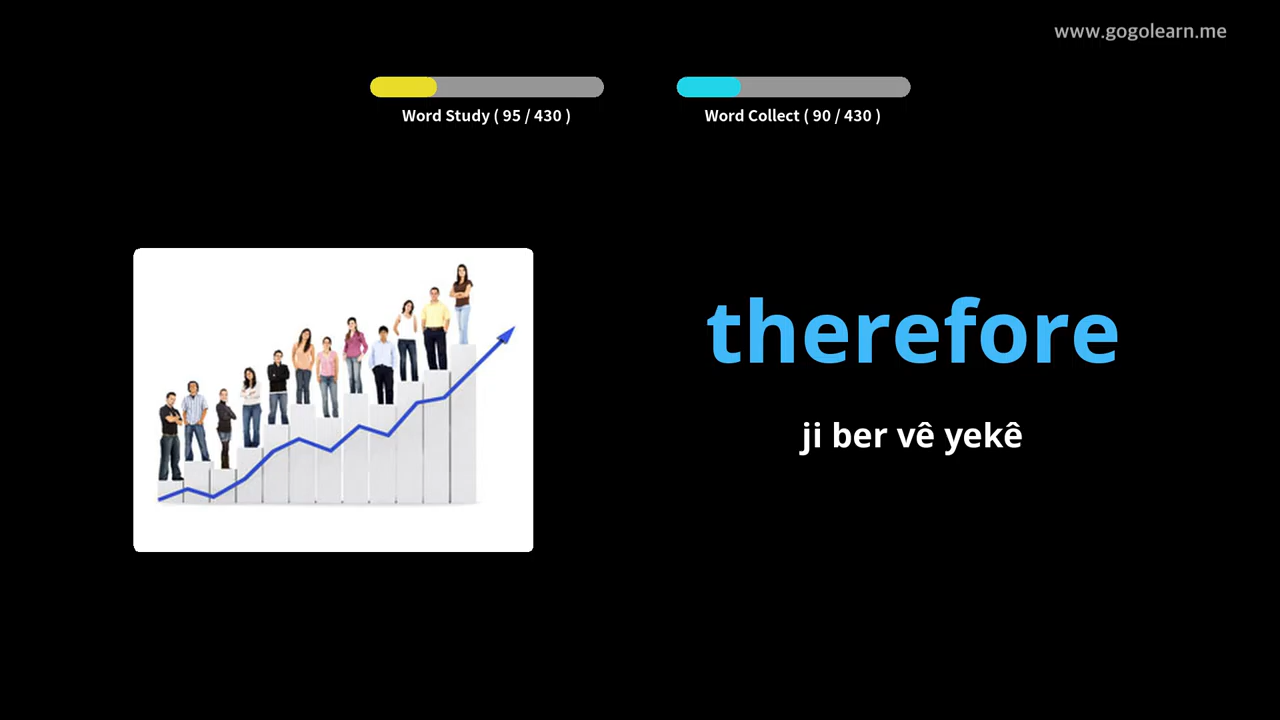 www.gogolearn.me
Word Study ( 95 / 430 )
Word Collect ( 90 / 430 )
therefore
ji ber vê yekê